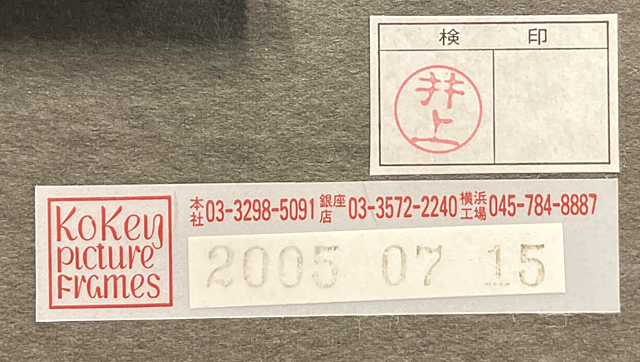 検 印
井上
KoKey
picture
Frames
本社 03-3298-5091 銀座店 03-3572-2240 横浜工場 045-784-8887
2005 07 15